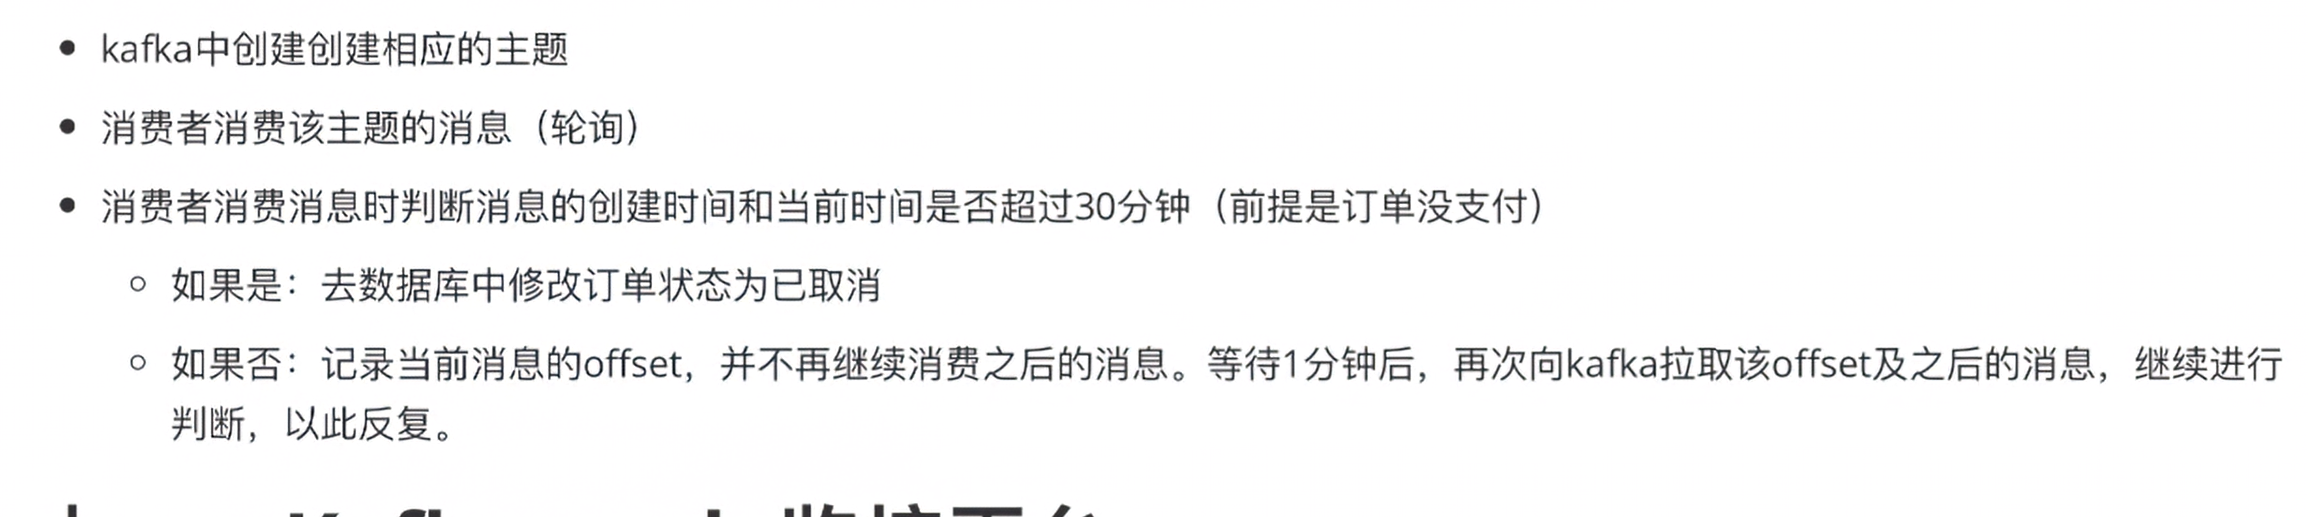 kafka中创建创建相应的主题
消费者消费该主题的消息（轮询）
消费者消费消息时判断消息的创建时间和当前时间是否超过30分钟（前提是订单没支付）
如果是：去数据库中修改订单状态为已取消
如果否：记录当前消息的offset，并不再继续消费之后的消息。等待1分钟后，再次向kafka拉取该offset及之后的消息，继续进行
判断，以此反复。